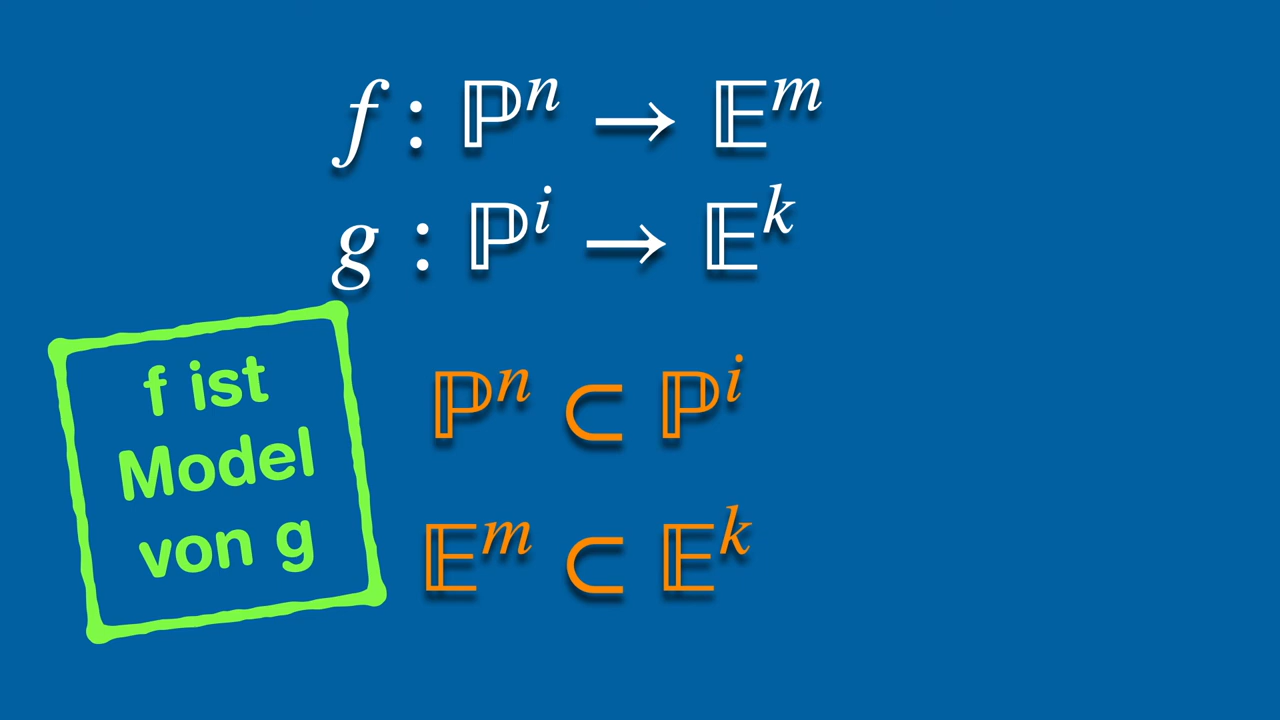 f : ℙⁿ → 𝔼ᵐ
g : ℙⁱ → 𝔼ᵏ
f ist
Model
von g
ℙⁿ ⊂ ℙⁱ
𝔼ᵐ ⊂ 𝔼ᵏ